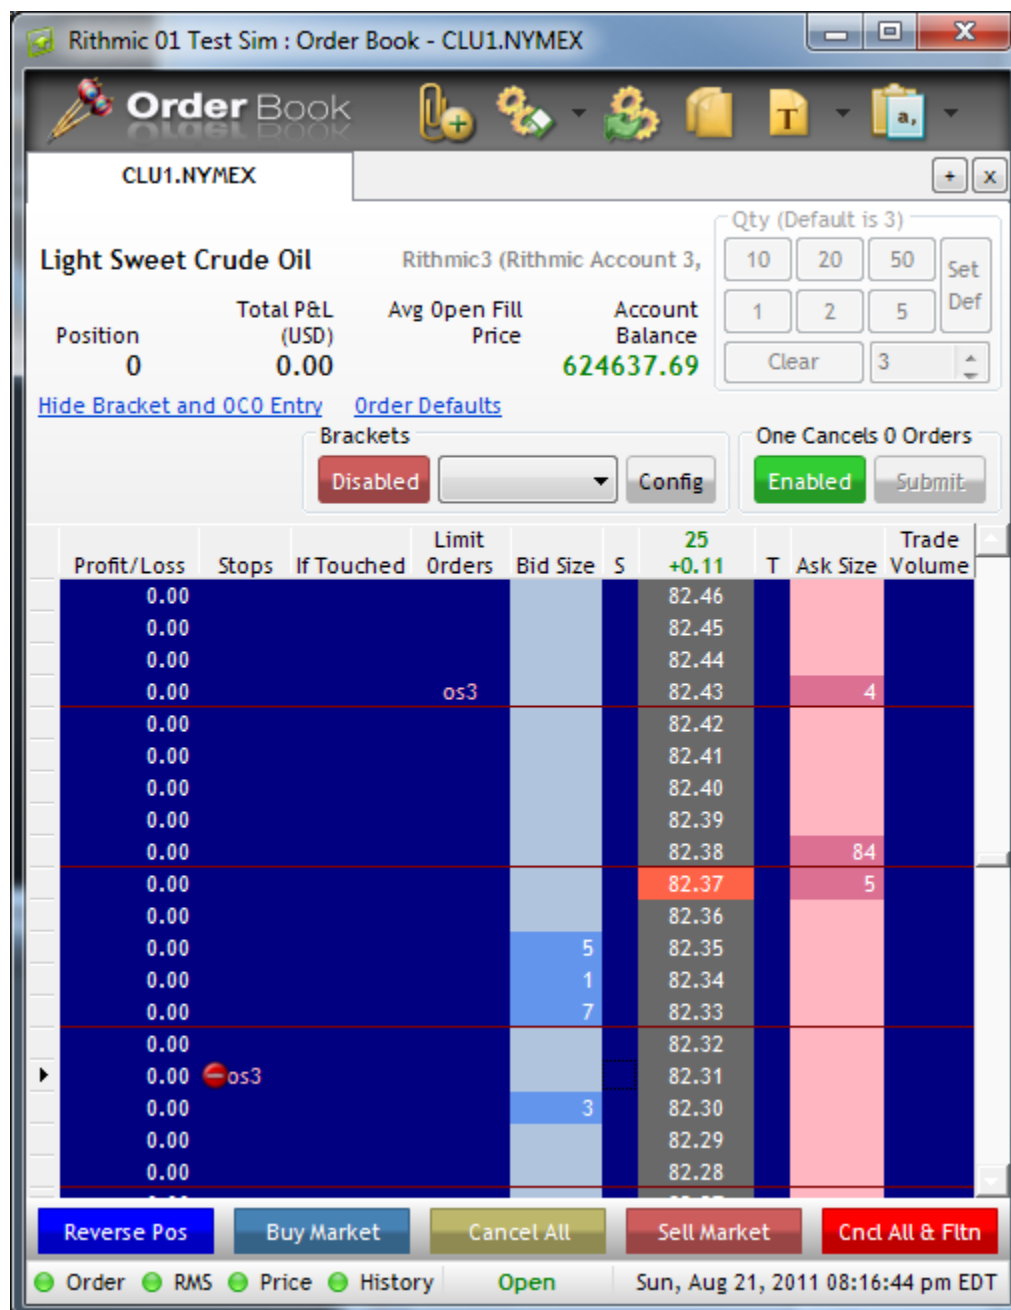 Rithmic 01 Test Sim : Order Book - CLU1.NYMEX
Order Book
CLU1.NYMEX
+ x
Qty (Default is 3)
Light Sweet Crude Oil Rithmic3 (Rithmic Account 3,
10 20 50 Set Def
1 2 5
Clear 3
Position Total P&L (USD) Avg Open Fill Price Account Balance
0 0.00 624637.69
Hide Bracket and OCO Entry Order Defaults
Brackets One Cancels 0 Orders
Disabled Config Enabled Submit
Profit/Loss Stops If Touched Limit Orders Bid Size S 25 +0.11 T Ask Size Trade Volume
0.00 82.46
0.00 82.45
0.00 82.44
0.00 os3 82.43 4
0.00 82.42
0.00 82.41
0.00 82.40
0.00 82.39
0.00 82.38 84
0.00 82.37 5
0.00 82.36
0.00 5 82.35
0.00 1 82.34
0.00 7 82.33
0.00 82.32
0.00 os3 82.31
0.00 3 82.30
0.00 82.29
0.00 82.28
Reverse Pos Buy Market Cancel All Sell Market Cncl All & Fltn
Order RMS Price History Open Sun, Aug 21, 2011 08:16:44 pm EDT